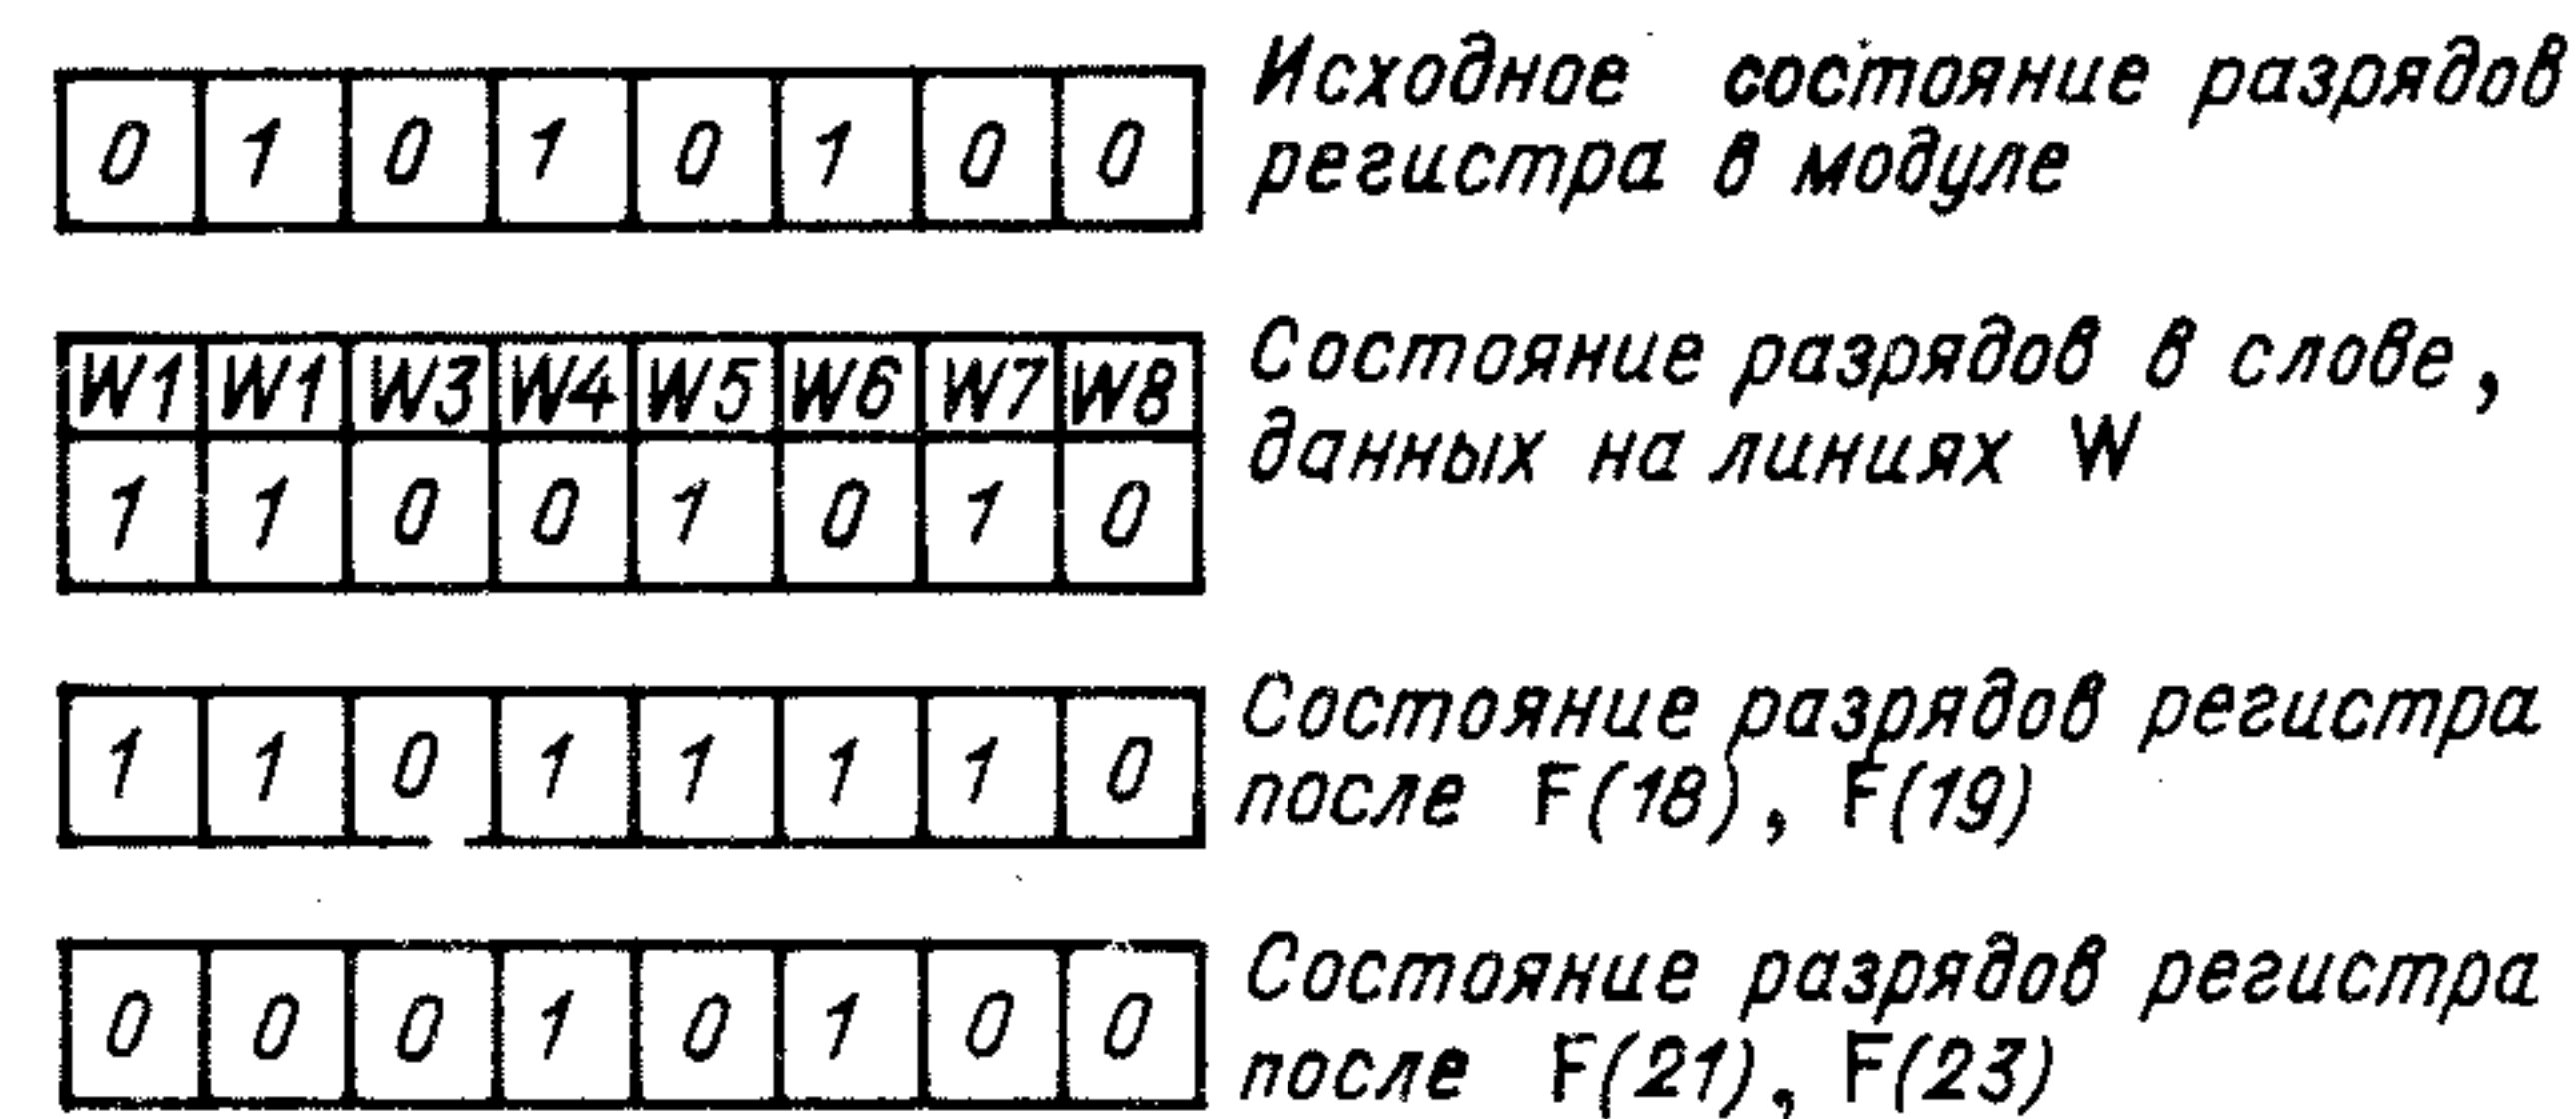 0 1 0 1 0 1 0 0
Исходное состояние разрядов
регистра в модуле
W1 W1 W3 W4 W5 W6 W7 W8
1 1 0 0 1 0 1 0
Состояние разрядов в слове,
данных на линиях W
1 1 0 1 1 1 1 0
Состояние разрядов регистра
после F(18), F(19)
0 0 0 1 0 1 0 0
Состояние разрядов регистра
после F(21), F(23)